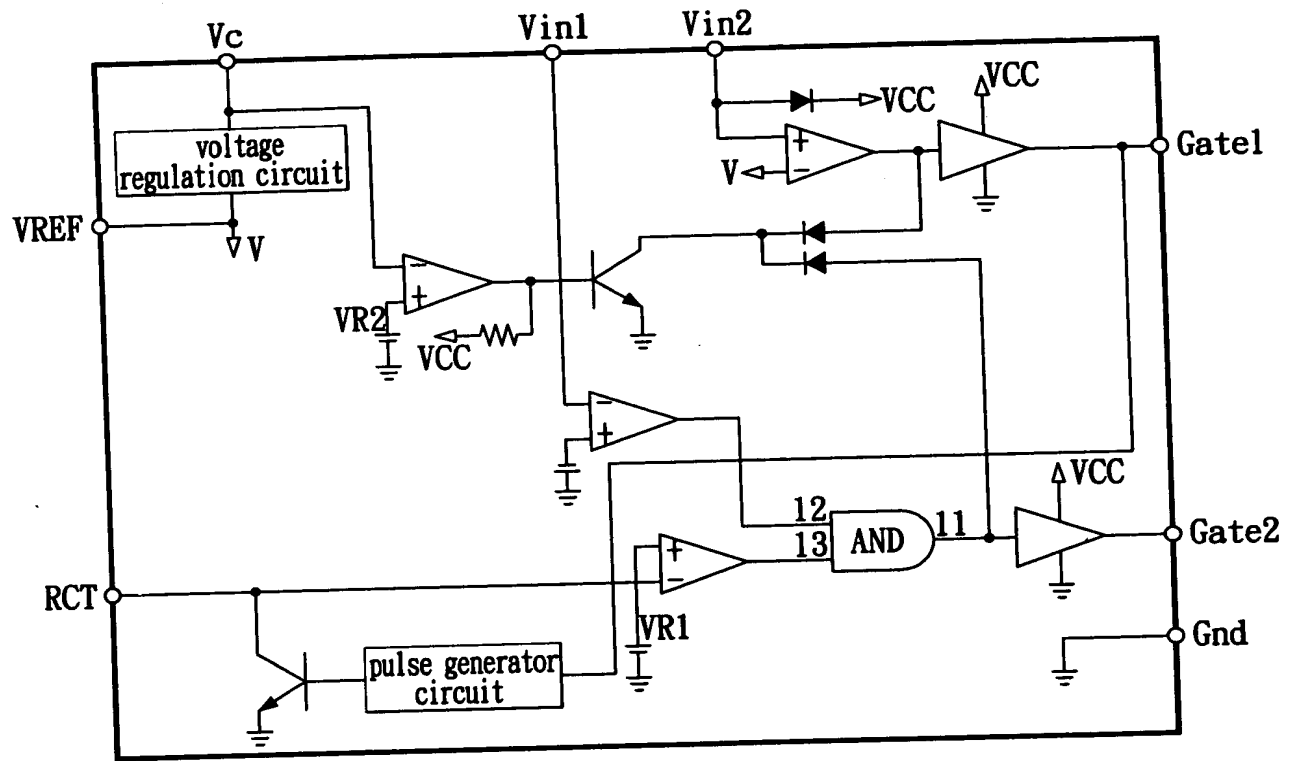 Vc
Vin1
Vin2
VCC
VCC
voltage
regulation circuit
+
V
−
Gate1
VREF
V
−
+
VR2
VCC
−
+
VCC
12
11
AND
13
Gate2
+
−
RCT
VR1
Gnd
pulse generator
circuit